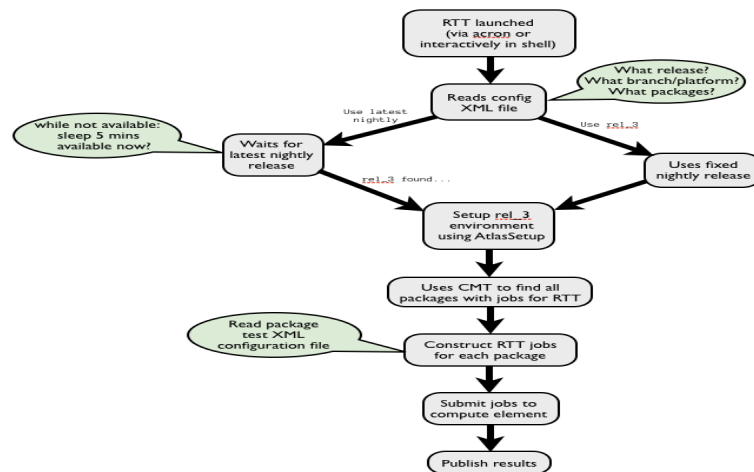 RTT launched
(via acron or
interactively in shell)
What release?
What branch/platform?
What packages?
Reads config
XML file
Use latest
nightly
Use rel_3
while not available:
sleep 5 mins
available now?
Waits for
latest nightly
release
Uses fixed
nightly release
rel_3 found...
Setup rel_3
environment
using AtlasSetup
Uses CMT to find all
packages with jobs for RTT
Read package
test XML
configuration file
Construct RTT jobs
for each package
Submit jobs to
compute element
Publish results